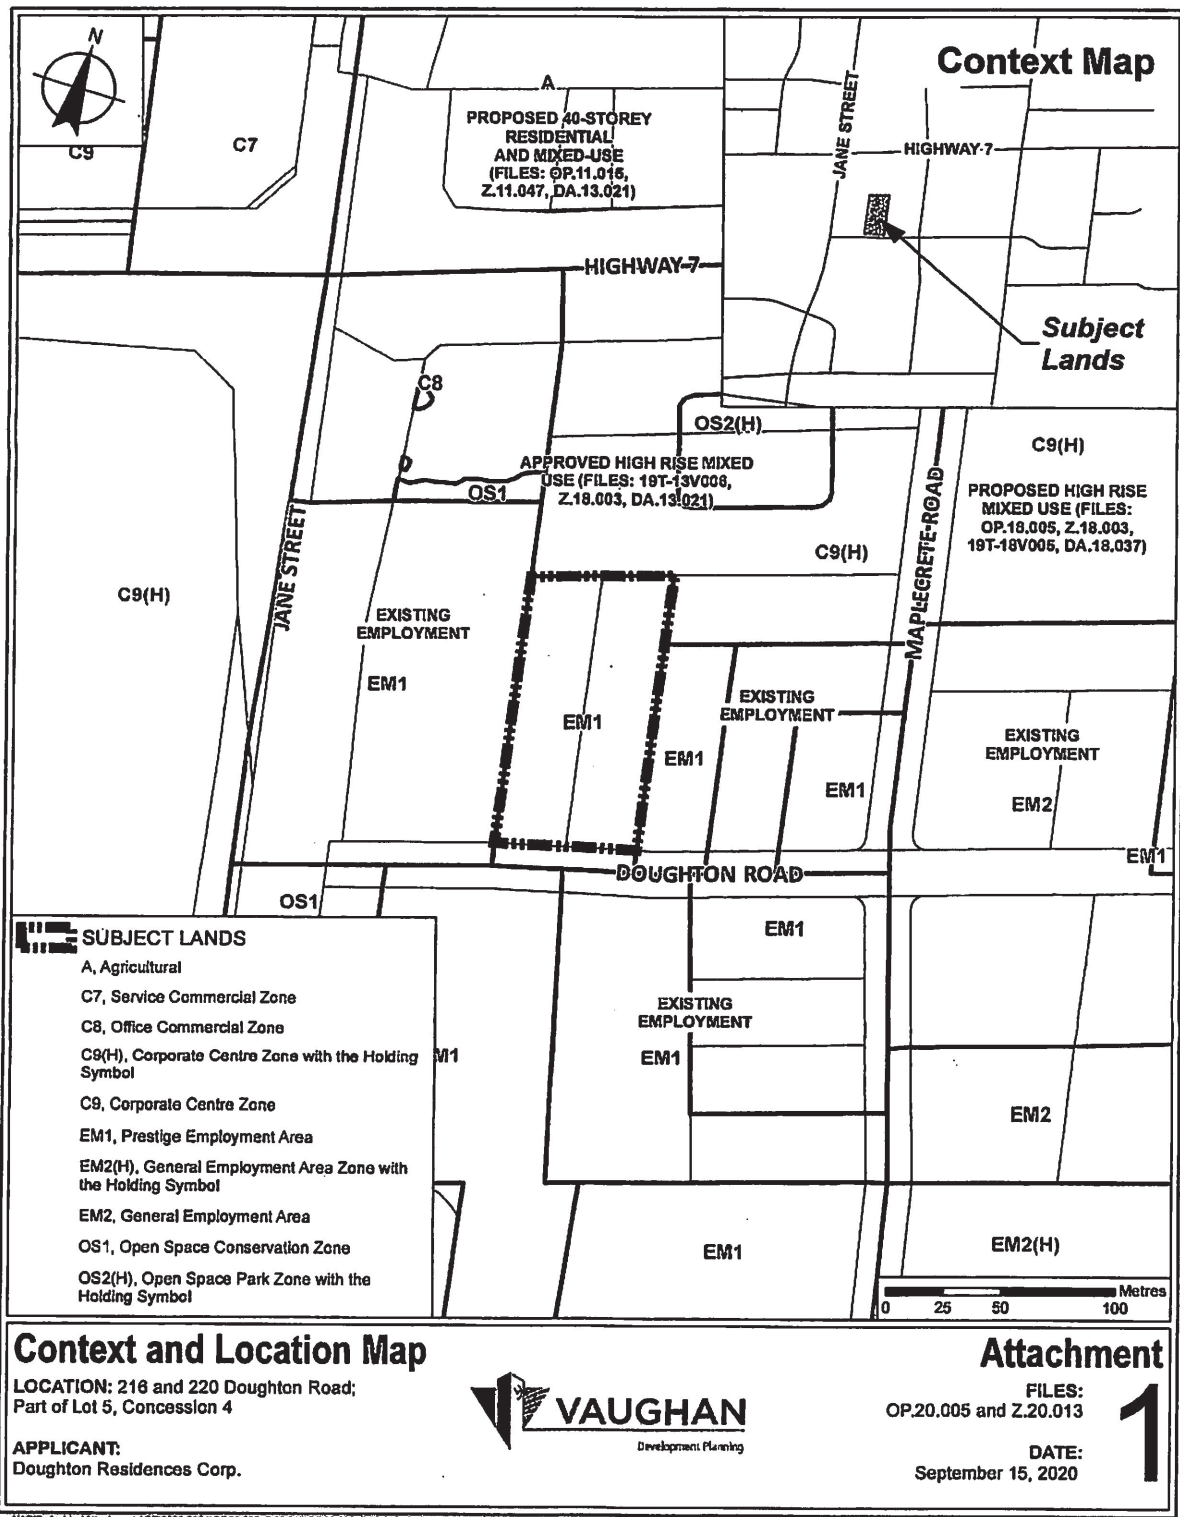 N
C9
C7
A
PROPOSED 40-STOREY
RESIDENTIAL
AND MIXED-USE
(FILES: OP.11.015,
Z.11.047, DA.13.021)
HIGHWAY 7
Context Map
JANE STREET
HIGHWAY 7
Subject
Lands
C8
OS2(H)
APPROVED HIGH RISE MIXED
USE (FILES: 19T-13V006,
Z.18.003, DA.13.021)
OS1
C9(H)
PROPOSED HIGH RISE
MIXED USE (FILES:
OP.18.005, Z.18.003,
19T-18V005, DA.18.037)
C9(H)
MAPLECRETE ROAD
JANE STREET
C9(H)
EXISTING
EMPLOYMENT
EM1
EM1
EXISTING
EMPLOYMENT
EM1
EM1
EXISTING
EMPLOYMENT
EM2
EM1
DOUGHTON ROAD
OS1
EM1
EXISTING
EMPLOYMENT
EM1
M1
EM2
EM1
EM2(H)
SUBJECT LANDS
A, Agricultural
C7, Service Commercial Zone
C8, Office Commercial Zone
C9(H), Corporate Centre Zone with the Holding
Symbol
C9, Corporate Centre Zone
EM1, Prestige Employment Area
EM2(H), General Employment Area Zone with
the Holding Symbol
EM2, General Employment Area
OS1, Open Space Conservation Zone
OS2(H), Open Space Park Zone with the
Holding Symbol
Metres
0 25 50 100
Context and Location Map
LOCATION: 216 and 220 Doughton Road;
Part of Lot 5, Concession 4
APPLICANT:
Doughton Residences Corp.
VAUGHAN
Development Planning
Attachment
1
FILES:
OP.20.005 and Z.20.013
DATE:
September 15, 2020